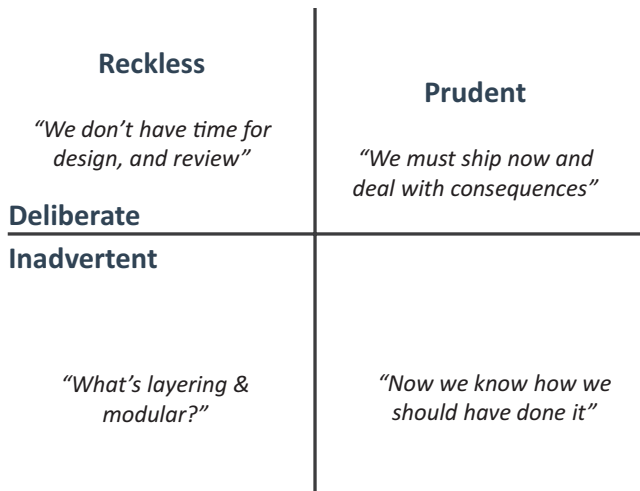 Reckless
“We don’t have time for
design, and review”
Prudent
“We must ship now and
deal with consequences”
Deliberate
Inadvertent
“What’s layering &
modular?”
“Now we know how we
should have done it”